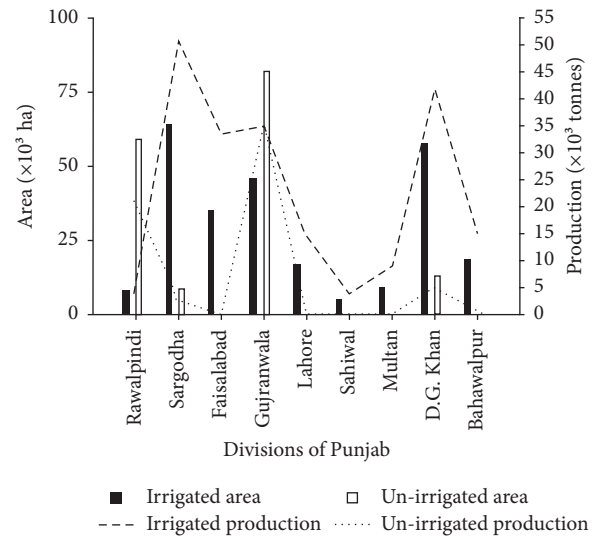 100
75
50
25
0
Area (×10³ ha)
55
50
45
40
35
30
25
20
15
10
5
0
Production (×10³ tonnes)
Rawalpindi
Sargodha
Faisalabad
Gujranwala
Lahore
Sahiwal
Multan
D.G. Khan
Bahawalpur
Divisions of Punjab
Irrigated area
Un-irrigated area
Irrigated production
Un-irrigated production